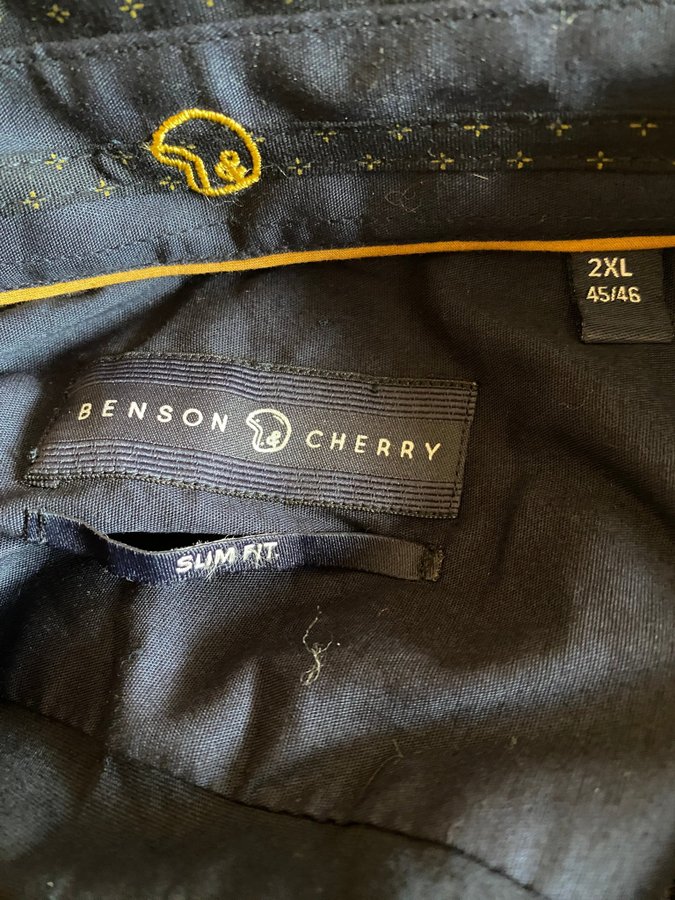 &
2XL
45/46
BENSON & CHERRY
SLIM FIT